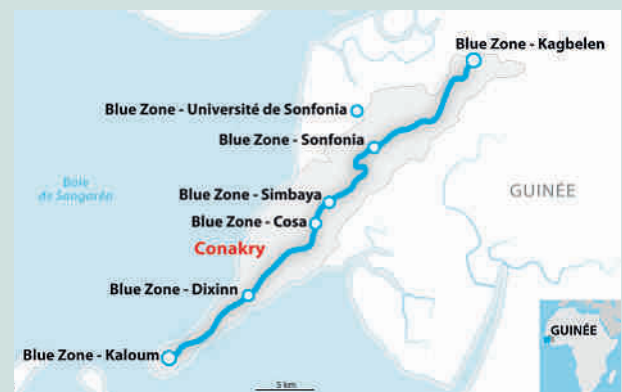 Blue Zone - Kagbelen
Blue Zone - Université de Sonfonia
Blue Zone - Sonfonia
Baie
de Sangaréa
Blue Zone - Simbaya
GUINÉE
Blue Zone - Cosa
Conakry
Blue Zone - Dixinn
GUINÉE
Blue Zone - Kaloum
5 km